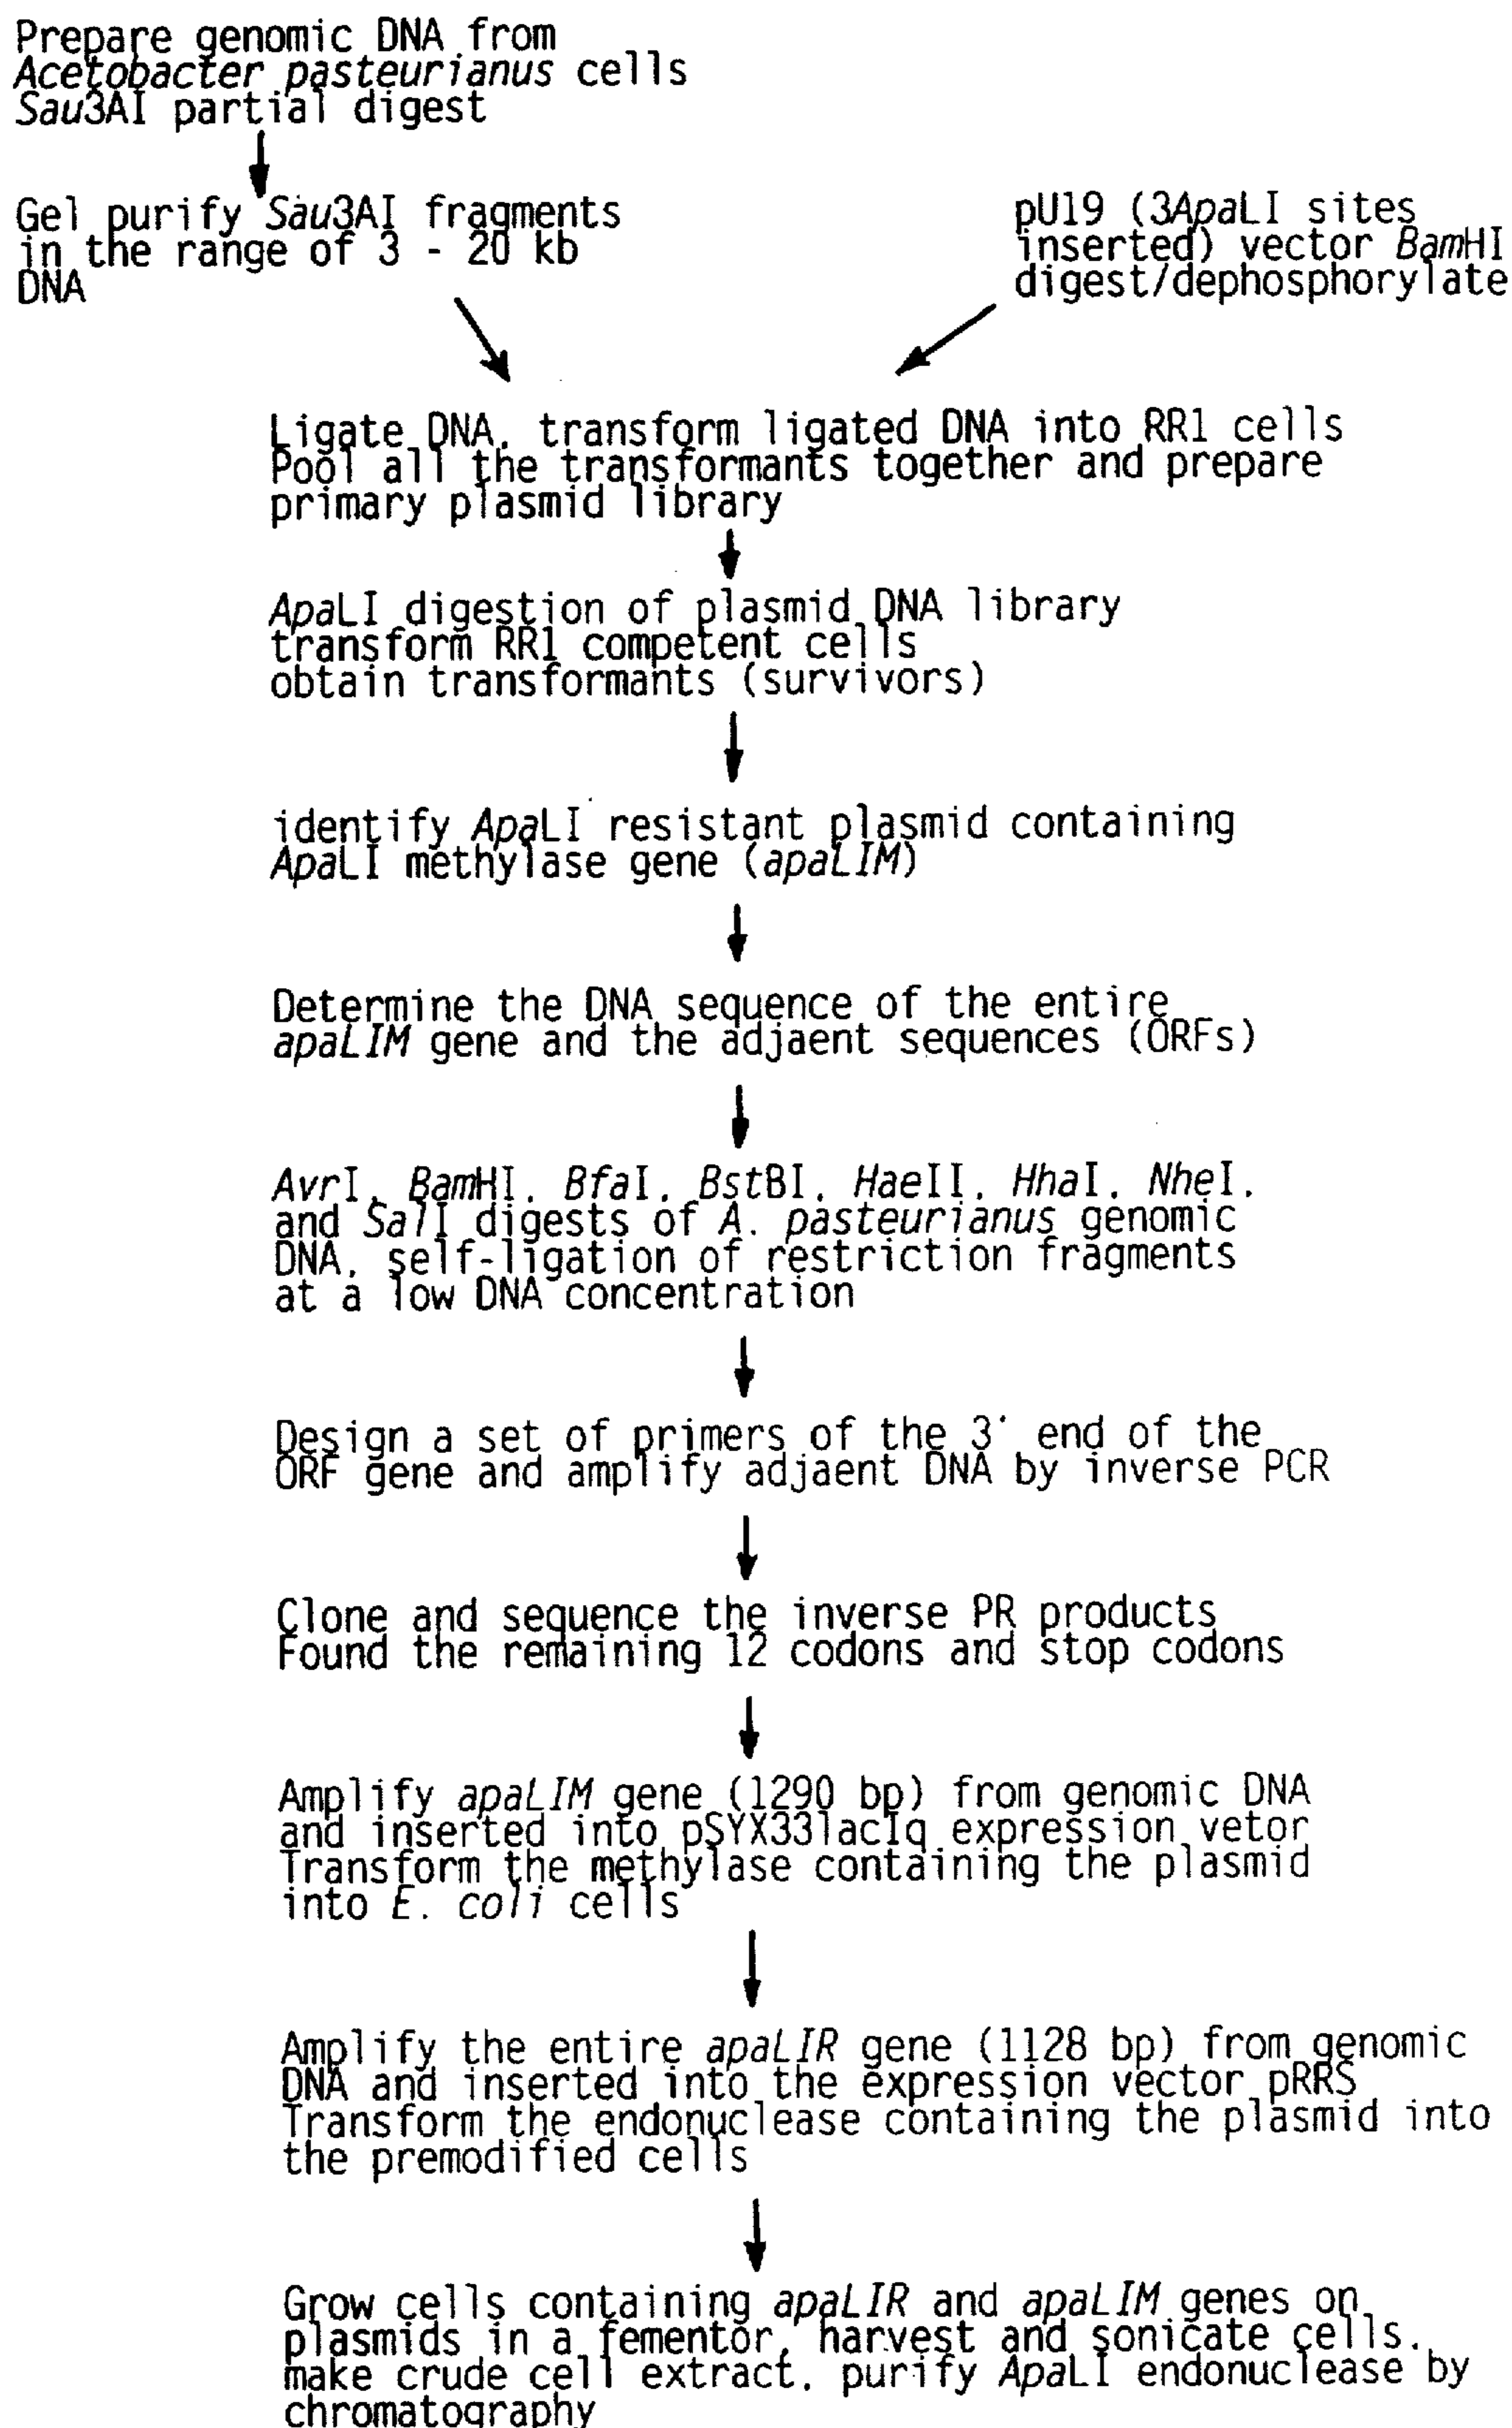 Prepare genomic DNA from
Acetobacter pasteurianus cells
Sau3AI partial digest
Gel purify Sau3AI fragments
in the range of 3 - 20 kb
DNA
pU19 (3ApaLI sites
inserted) vector BamHI
digest/dephosphorylate
Ligate DNA, transform ligated DNA into RR1 cells
Pool all the transformants together and prepare
primary plasmid library
ApaLI digestion of plasmid DNA library
transform RR1 competent cells
obtain transformants (survivors)
identify ApaLI resistant plasmid containing
ApaLI methylase gene (apaLIM)
Determine the DNA sequence of the entire
apaLIM gene and the adjaent sequences (ORFs)
AvrI, BamHI, BfaI, BstBI, HaeII, HhaI, NheI,
and SalI digests of A. pasteurianus genomic
DNA, self-ligation of restriction fragments
at a low DNA concentration
Design a set of primers of the 3' end of the
ORF gene and amplify adjaent DNA by inverse PCR
Clone and sequence the inverse PR products
Found the remaining 12 codons and stop codons
Amplify apaLIM gene (1290 bp) from genomic DNA
and inserted into pSYX33lacIq expression vetor
Transform the methylase containing the plasmid
into E. coli cells
Amplify the entire apaLIR gene (1128 bp) from genomic
DNA and inserted into the expression vector pRRS
Transform the endonuclease containing the plasmid into
the premodified cells
Grow cells containing apaLIR and apaLIM genes on
plasmids in a fementor, harvest and sonicate cells,
make crude cell extract, purify ApaLI endonuclease by
chromatography